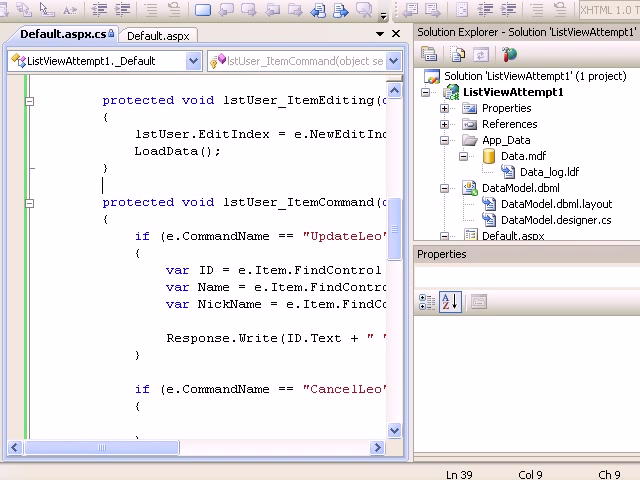 XHTML 1.0 T
Default.aspx.cs
Default.aspx
ListViewAttempt1._Default
lstUser_ItemCommand(object se
protected void lstUser_ItemEditing(
{
lstUser.EditIndex = e.NewEditInd
LoadData();
}
protected void lstUser_ItemCommand(
{
if (e.CommandName == "UpdateLeo"
{
var ID = e.Item.FindControl
var Name = e.Item.FindContro
var NickName = e.Item.FindCo
Response.Write(ID.Text + " "
}
if (e.CommandName == "CancelLeo"
{
Solution Explorer - Solution 'ListViewAttempt1'
Solution 'ListViewAttempt1' (1 project)
ListViewAttempt1
Properties
References
App_Data
Data.mdf
Data_log.ldf
DataModel.dbml
DataModel.dbml.layout
DataModel.designer.cs
Default.aspx
Properties
Ln 39
Col 9
Ch 9